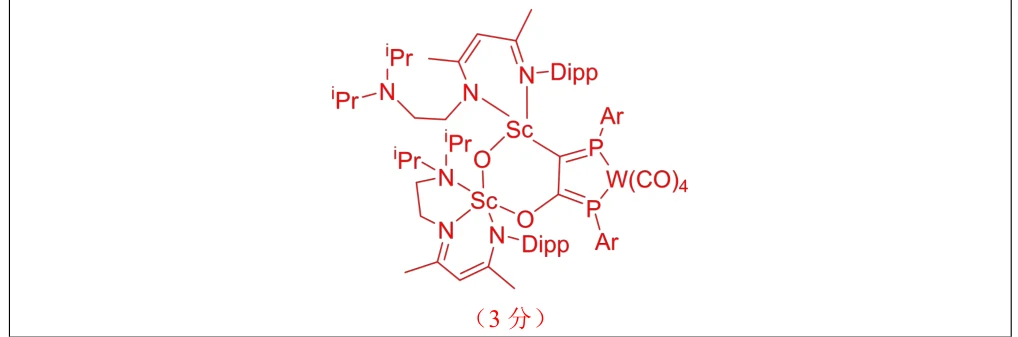 iPr
iPr N N N Dipp
Sc Ar
iPr P
iPr N O W(CO)4
Sc O P
N N Dipp Ar
(3 分)